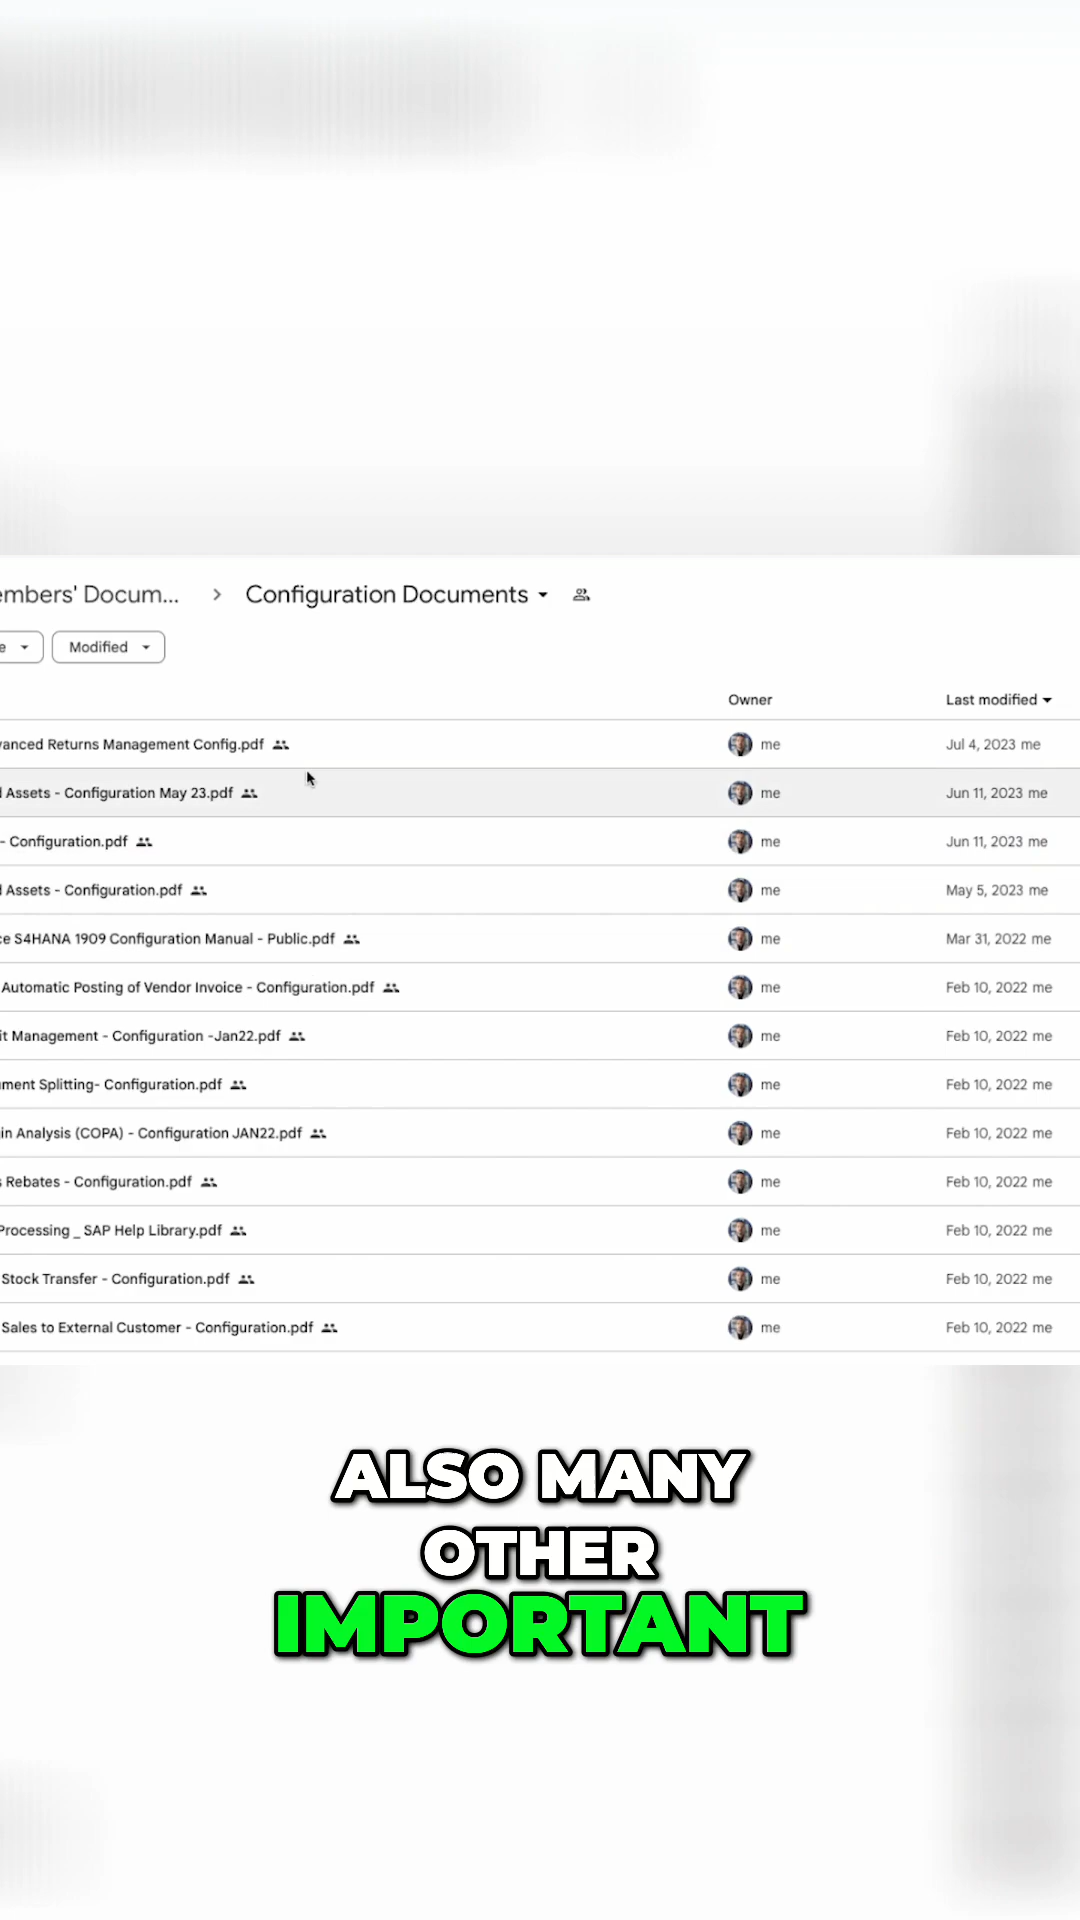 embers' Docum... > Configuration Documents
e Modified
Owner Last modified
vanced Returns Management Config.pdf me Jul 4, 2023 me
d Assets - Configuration May 23.pdf me Jun 11, 2023 me
- Configuration.pdf me Jun 11, 2023 me
d Assets - Configuration.pdf me May 5, 2023 me
ce S4HANA 1909 Configuration Manual - Public.pdf me Mar 31, 2022 me
Automatic Posting of Vendor Invoice - Configuration.pdf me Feb 10, 2022 me
it Management - Configuration -Jan22.pdf me Feb 10, 2022 me
ment Splitting- Configuration.pdf me Feb 10, 2022 me
in Analysis (COPA) - Configuration JAN22.pdf me Feb 10, 2022 me
s Rebates - Configuration.pdf me Feb 10, 2022 me
Processing _ SAP Help Library.pdf me Feb 10, 2022 me
Stock Transfer - Configuration.pdf me Feb 10, 2022 me
Sales to External Customer - Configuration.pdf me Feb 10, 2022 me
ALSO MANY
OTHER
IMPORTANT